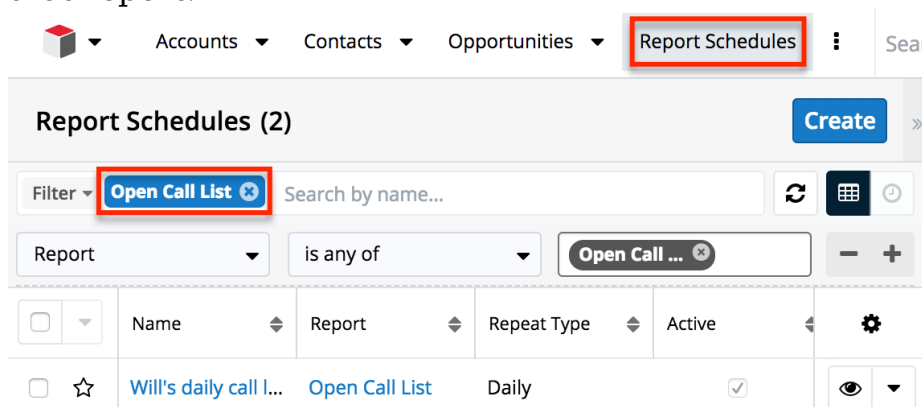 Accounts Contacts Opportunities Report Schedules
Report Schedules (2) Create
Filter Open Call List Search by name...
Report is any of Open Call ...
Name Report Repeat Type Active
Will's daily call l... Open Call List Daily